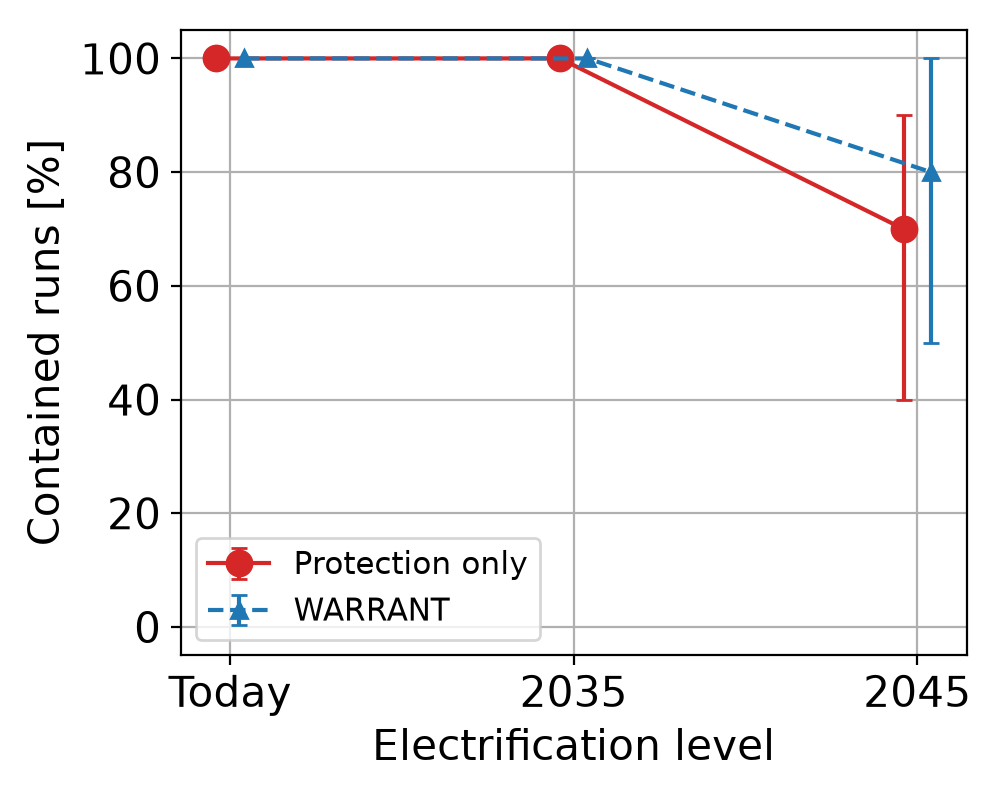 Contained runs [%]
100
80
60
40
20
0
Protection only
WARRANT
Today 2035 2045
Electrification level